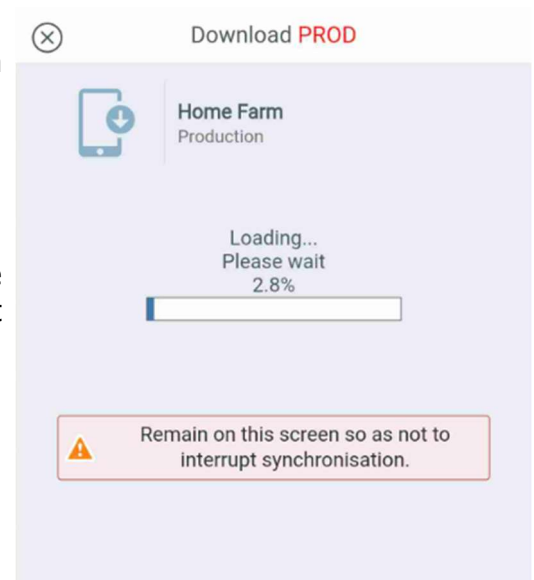 Download PROD
Home Farm
Production
Loading...
Please wait
2.8%
Remain on this screen so as not to
interrupt synchronisation.